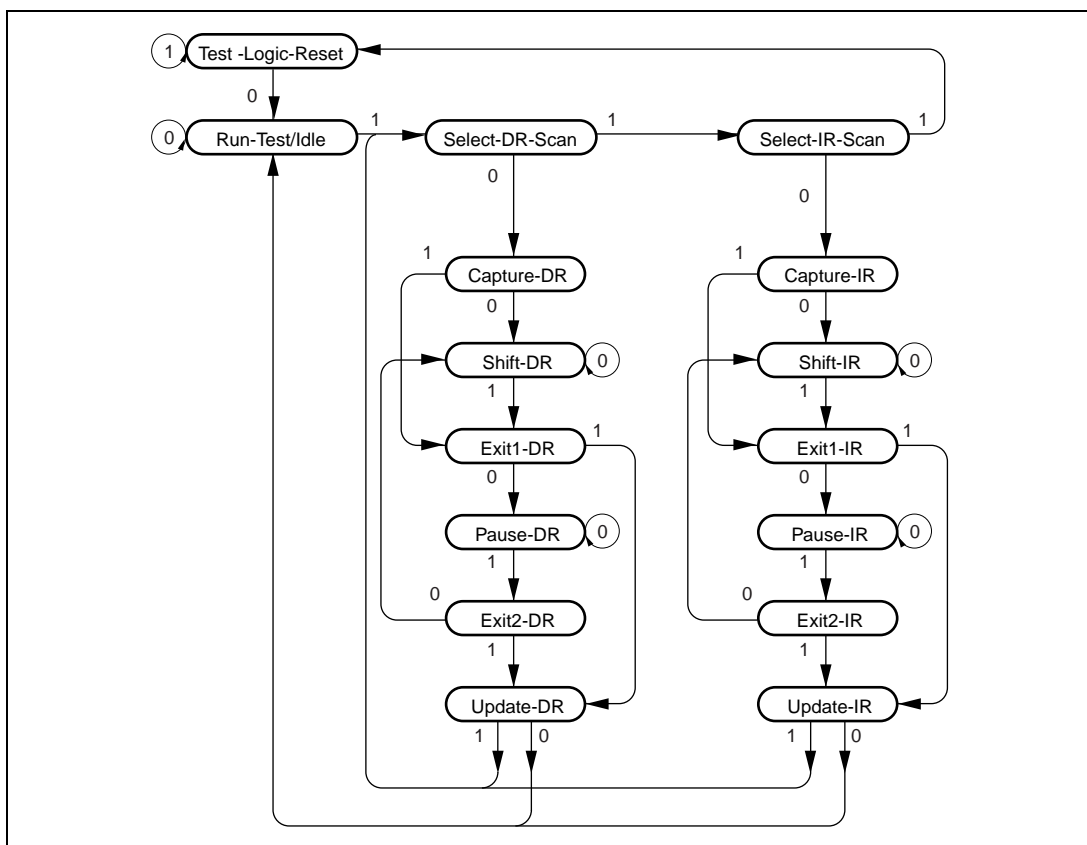 1 Test -Logic-Reset
0
0 Run-Test/Idle 1 Select-DR-Scan 1 Select-IR-Scan 1
0 0
1 Capture-DR 1 Capture-IR
0 0
Shift-DR 0 Shift-IR 0
1 1
Exit1-DR 1 Exit1-IR 1
0 0
Pause-DR 0 Pause-IR 0
1 1
0 Exit2-DR 0 Exit2-IR
1 1
Update-DR Update-IR
1 0 1 0